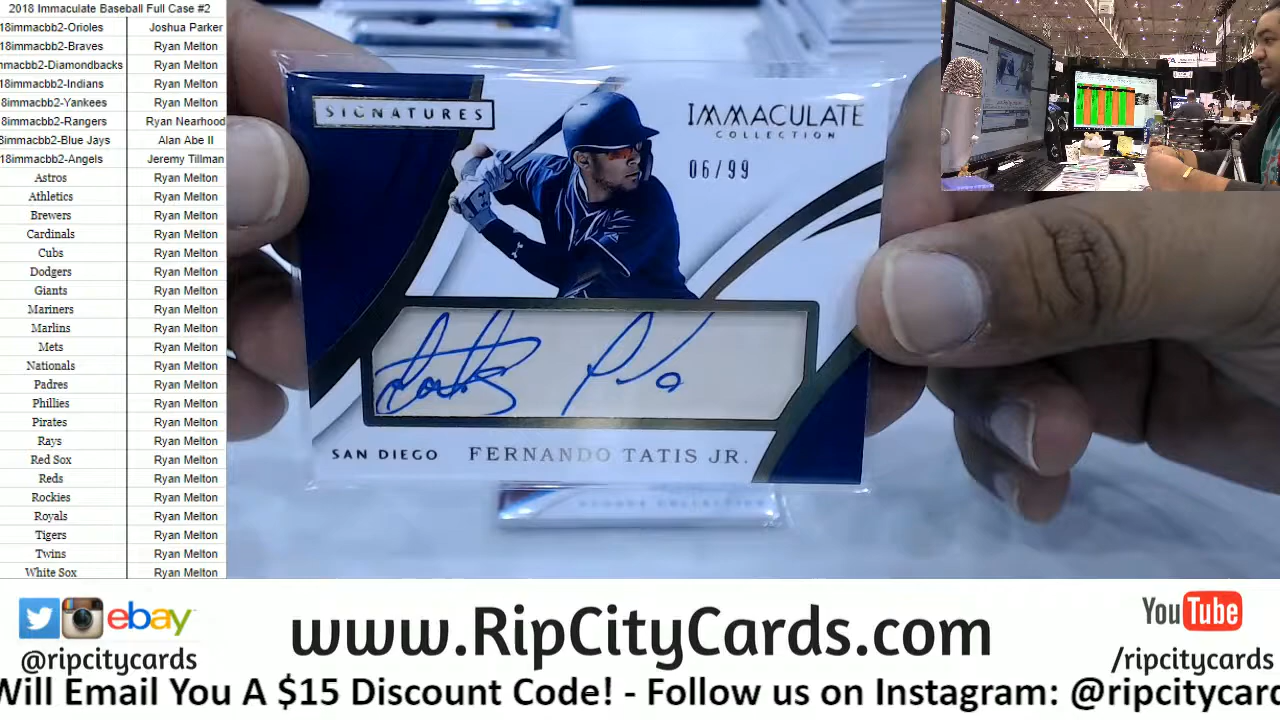 2018 Immaculate Baseball Full Case #2
18immacbb2-Orioles Joshua Parker
18immacbb2-Braves Ryan Melton
mmacbb2-Diamondbacks Ryan Melton
18immacbb2-Indians Ryan Melton
8immacbb2-Yankees Ryan Melton
8immacbb2-Rangers Ryan Nearhood
8immacbb2-Blue Jays Alan Abe II
18immacbb2-Angels Jeremy Tillman
Astros Ryan Melton
Athletics Ryan Melton
Brewers Ryan Melton
Cardinals Ryan Melton
Cubs Ryan Melton
Dodgers Ryan Melton
Giants Ryan Melton
Mariners Ryan Melton
Marlins Ryan Melton
Mets Ryan Melton
Nationals Ryan Melton
Padres Ryan Melton
Phillies Ryan Melton
Pirates Ryan Melton
Rays Ryan Melton
Red Sox Ryan Melton
Reds Ryan Melton
Rockies Ryan Melton
Royals Ryan Melton
Tigers Ryan Melton
Twins Ryan Melton
White Sox Ryan Melton
SIGNATURES
IMMACULATE
COLLECTION
06/99
SAN DIEGO FERNANDO TATIS JR.
ebay
@ripcitycards
www.RipCityCards.com
YouTube
/ripcitycards
Will Email You A $15 Discount Code! - Follow us on Instagram: @ripcitycard